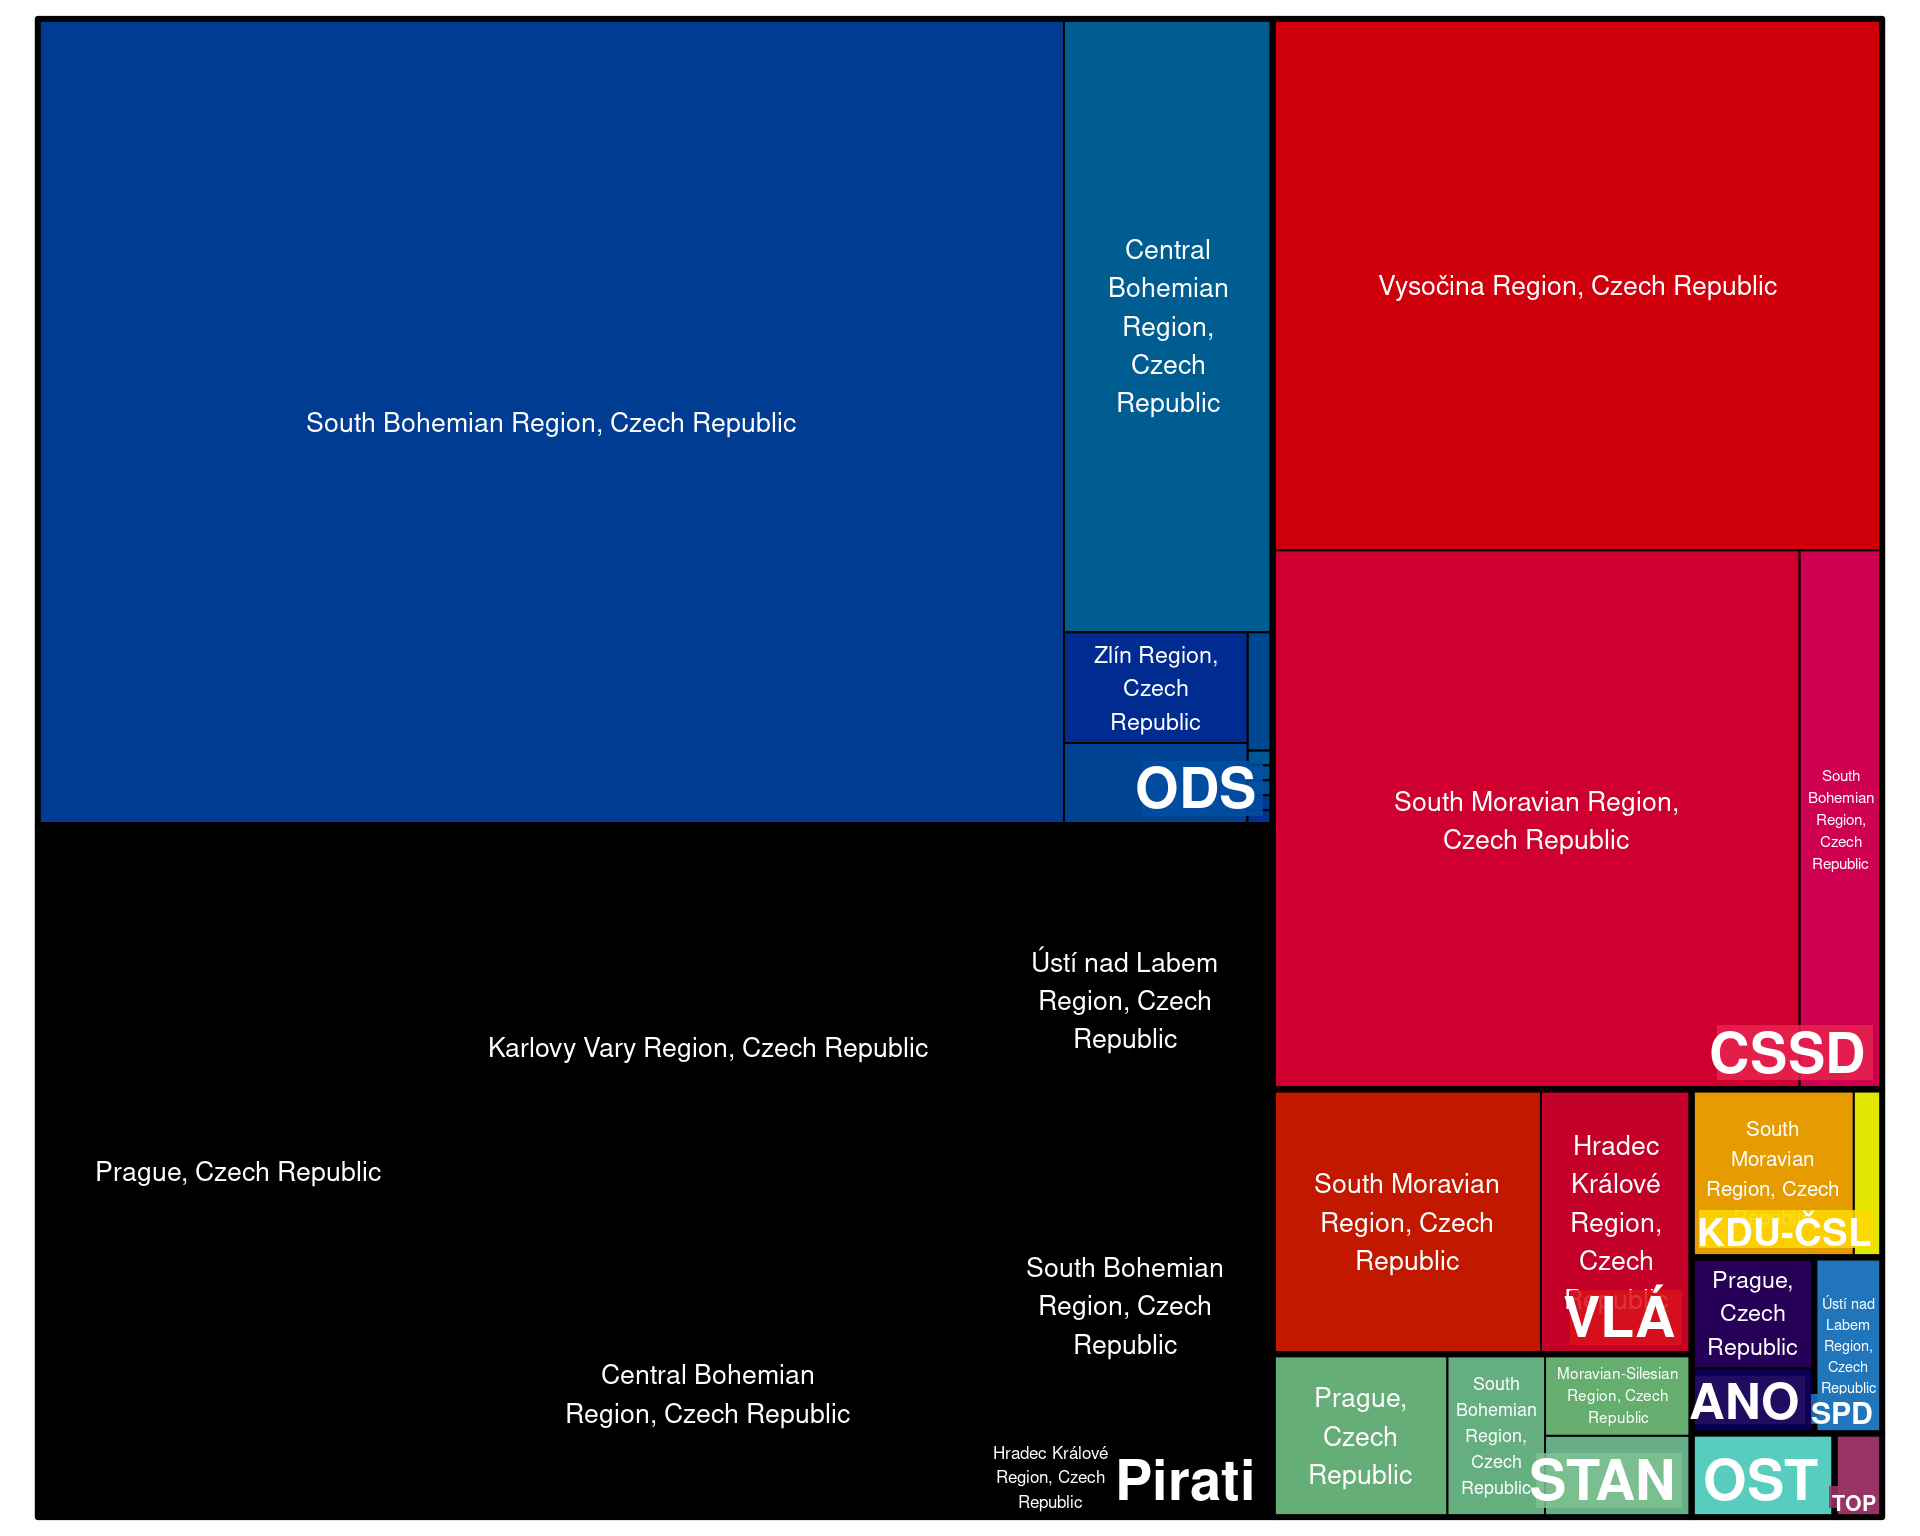 South Bohemian Region, Czech Republic
Central
Bohemian
Region,
Czech
Republic
Zlín Region,
Czech
Republic
ODS
Vysočina Region, Czech Republic
South Moravian Region,
Czech Republic
South
Bohemian
Region,
Czech
Republic
CSSD
Prague, Czech Republic
Karlovy Vary Region, Czech Republic
Ústí nad Labem
Region, Czech
Republic
Central Bohemian
Region, Czech Republic
South Bohemian
Region, Czech
Republic
Hradec Králové
Region, Czech
Republic
Pirati
South Moravian
Region, Czech
Republic
Hradec
Králové
Region,
Czech
Republic
VLÁ
South
Moravian
Region, Czech
Republic
KDU-ČSL
Prague,
Czech
Republic
ANO
Ústí nad
Labem
Region,
Czech
Republic
SPD
Prague,
Czech
Republic
South
Bohemian
Region,
Czech
Republic
Moravian-Silesian
Region, Czech
Republic
STAN
OST
TOP